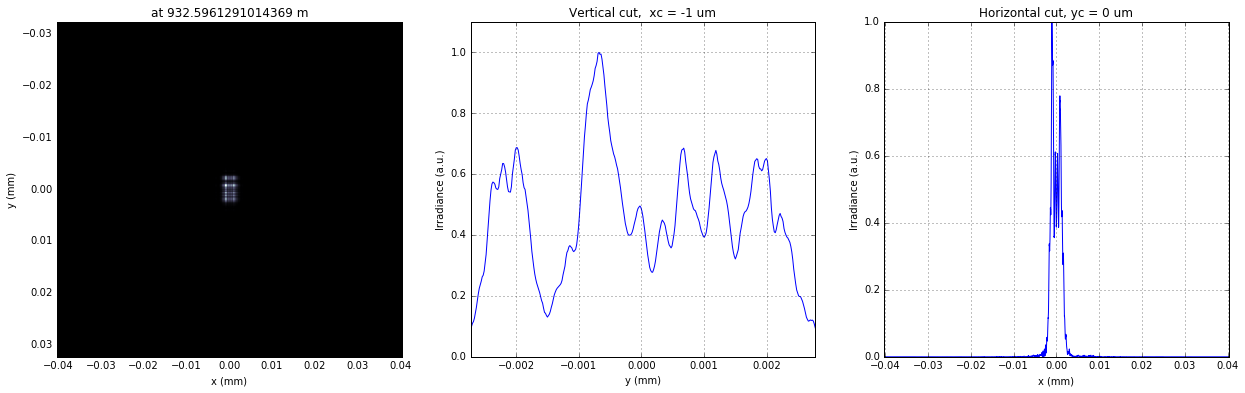 at 932.5961291014369 m
−0.03
−0.02
−0.01
0.00
0.01
0.02
0.03
y (mm)
−0.04 −0.03 −0.02 −0.01 0.00 0.01 0.02 0.03 0.04
x (mm)
Vertical cut,  xc = -1 um
1.0
0.8
0.6
0.4
0.2
0.0
Irradiance (a.u.)
−0.002 −0.001 0.000 0.001 0.002
y (mm)
Horizontal cut, yc = 0 um
1.0
0.8
0.6
0.4
0.2
0.0
Irradiance (a.u.)
−0.04 −0.03 −0.02 −0.01 0.00 0.01 0.02 0.03 0.04
x (mm)